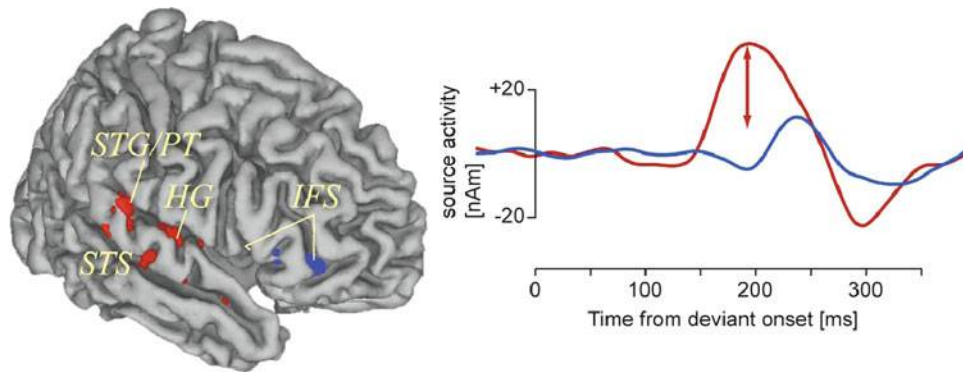 STG/PT
HG
IFS
STS
source activity
[nAm]
+20
-20
0
100
200
300
Time from deviant onset [ms]